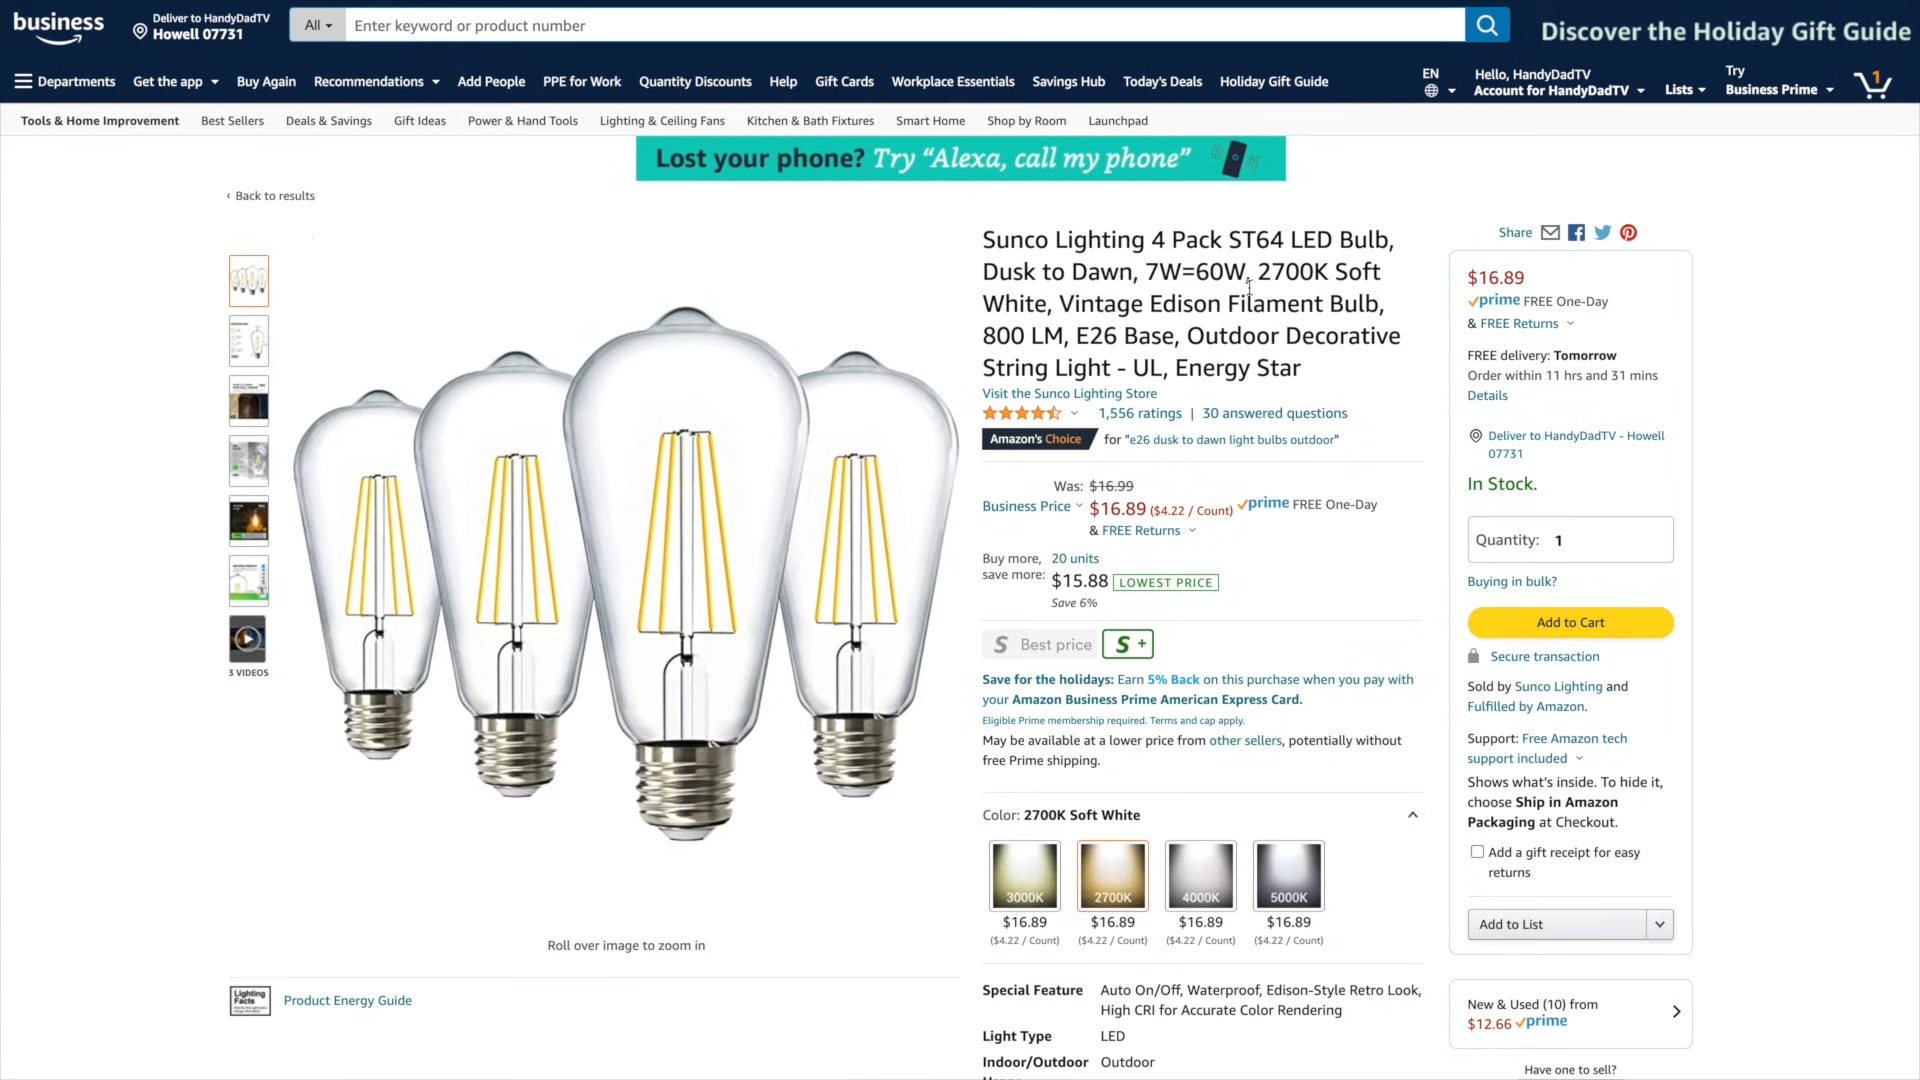 business
Deliver to HandyDadTV
Howell 07731
All
Enter keyword or product number
Discover the Holiday Gift Guide
Departments
Get the app
Buy Again
Recommendations
Add People
PPE for Work
Quantity Discounts
Help
Gift Cards
Workplace Essentials
Savings Hub
Today's Deals
Holiday Gift Guide
EN
Hello, HandyDadTV
Account for HandyDadTV
Lists
Try
Business Prime
1
Tools & Home Improvement
Best Sellers
Deals & Savings
Gift Ideas
Power & Hand Tools
Lighting & Ceiling Fans
Kitchen & Bath Fixtures
Smart Home
Shop by Room
Launchpad
Lost your phone? Try “Alexa, call my phone”
‹ Back to results
3 VIDEOS
Roll over image to zoom in
Lighting
Facts
Product Energy Guide
Sunco Lighting 4 Pack ST64 LED Bulb,
Dusk to Dawn, 7W=60W, 2700K Soft
White, Vintage Edison Filament Bulb,
800 LM, E26 Base, Outdoor Decorative
String Light - UL, Energy Star
Visit the Sunco Lighting Store
1,556 ratings | 30 answered questions
Amazon's Choice for "e26 dusk to dawn light bulbs outdoor"
Was: $16.99
Business Price $16.89 ($4.22 / Count) prime FREE One-Day
& FREE Returns
Buy more, 20 units
save more: $15.88 LOWEST PRICE
Save 6%
S Best price S +
Save for the holidays: Earn 5% Back on this purchase when you pay with
your Amazon Business Prime American Express Card.
Eligible Prime membership required. Terms and cap apply.
May be available at a lower price from other sellers, potentially without
free Prime shipping.
Color: 2700K Soft White
3000K 2700K 4000K 5000K
$16.89 $16.89 $16.89 $16.89
($4.22 / Count) ($4.22 / Count) ($4.22 / Count) ($4.22 / Count)
Special Feature Auto On/Off, Waterproof, Edison-Style Retro Look,
High CRI for Accurate Color Rendering
Light Type LED
Indoor/Outdoor Outdoor
Share
$16.89
prime FREE One-Day
& FREE Returns
FREE delivery: Tomorrow
Order within 11 hrs and 31 mins
Details
Deliver to HandyDadTV - Howell
07731
In Stock.
Quantity: 1
Buying in bulk?
Add to Cart
Secure transaction
Sold by Sunco Lighting and
Fulfilled by Amazon.
Support: Free Amazon tech
support included
Shows what's inside. To hide it,
choose Ship in Amazon
Packaging at Checkout.
Add a gift receipt for easy
returns
Add to List
New & Used (10) from
$12.66 prime
Have one to sell?